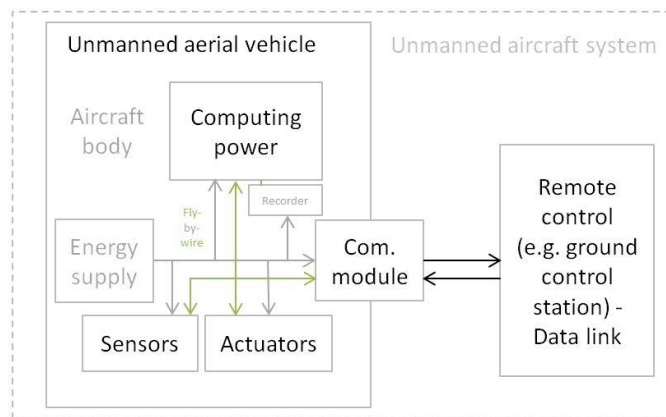 Unmanned aerial vehicle
Unmanned aircraft system
Aircraft
body
Computing
power
Recorder
Fly-
by-
wire
Energy
supply
Com.
module
Sensors
Actuators
Remote
control
(e.g. ground
control
station) -
Data link